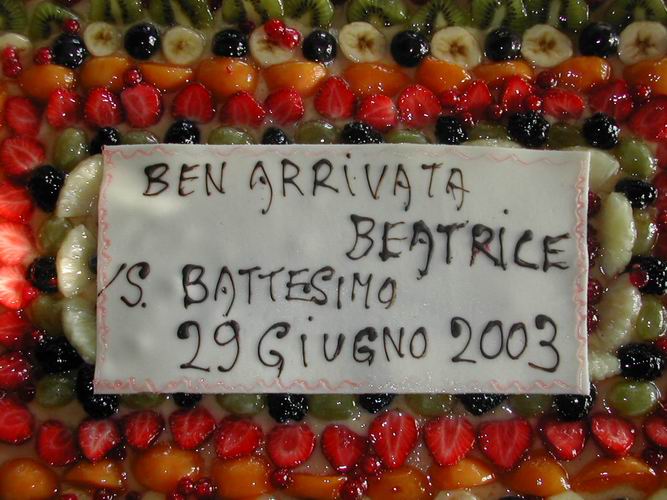 BEN ARRiVATA
BEATRICE
S. BATTESIMO
29 GiUGNO 2003